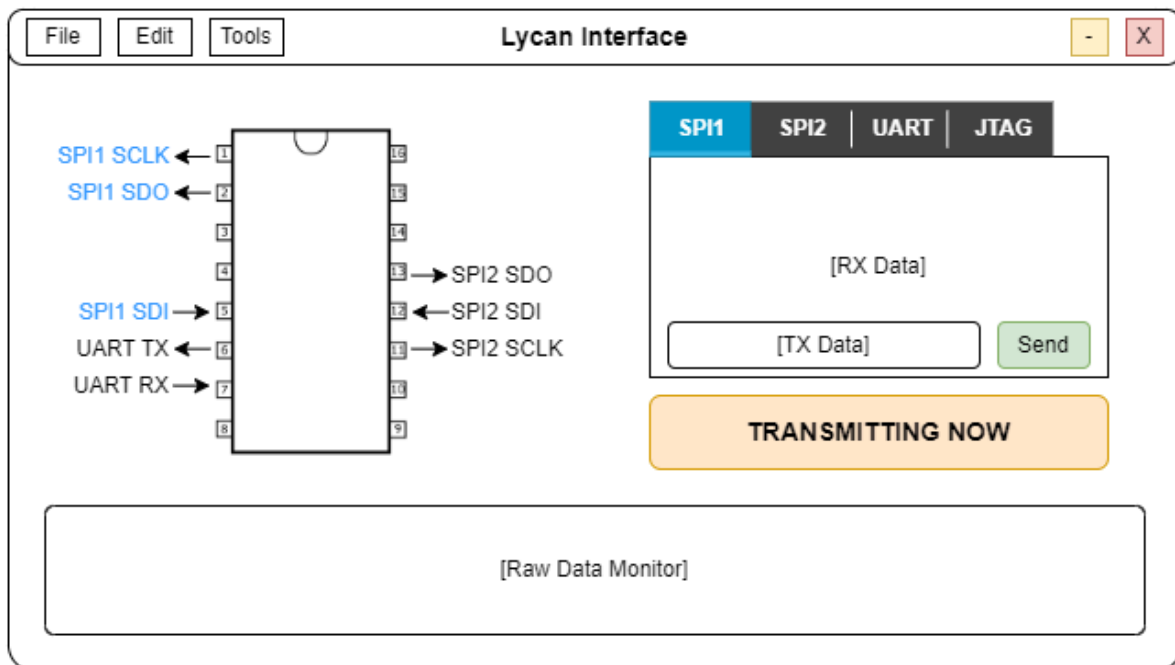 File Edit Tools Lycan Interface - X
SPI1 SPI2 UART JTAG
SPI1 SCLK 1 16
SPI1 SDO 2 15
3 14
4 13 SPI2 SDO
[RX Data]
SPI1 SDI 5 12 SPI2 SDI
UART TX 6 11 SPI2 SCLK
[TX Data] Send
UART RX 7 10
8 9
TRANSMITTING NOW
[Raw Data Monitor]